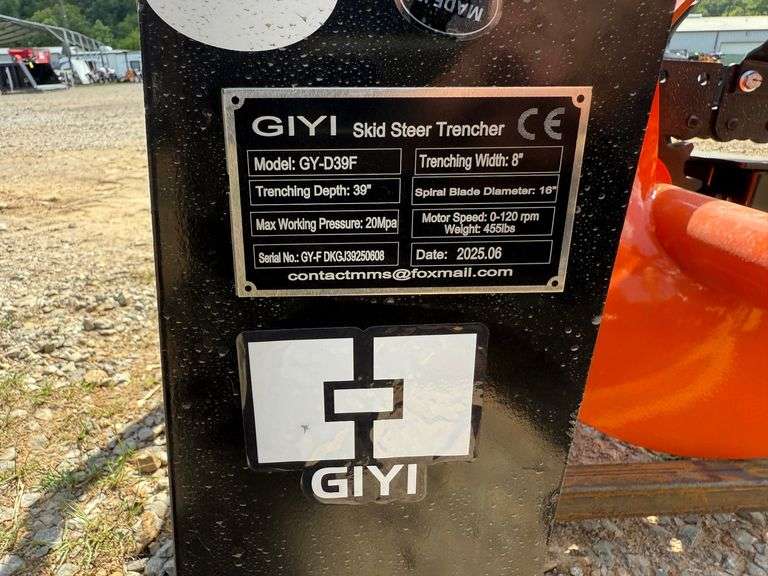 MADE
GIYI Skid Steer Trencher CE
Model: GY-D39F
Trenching Width: 8"
Trenching Depth: 39"
Spiral Blade Diameter: 16"
Max Working Pressure: 20Mpa
Motor Speed: 0-120 rpm
Weight: 455lbs
Serial No.: GY-F DKGJ39250608
Date: 2025.06
contactmms@foxmail.com
GIYI